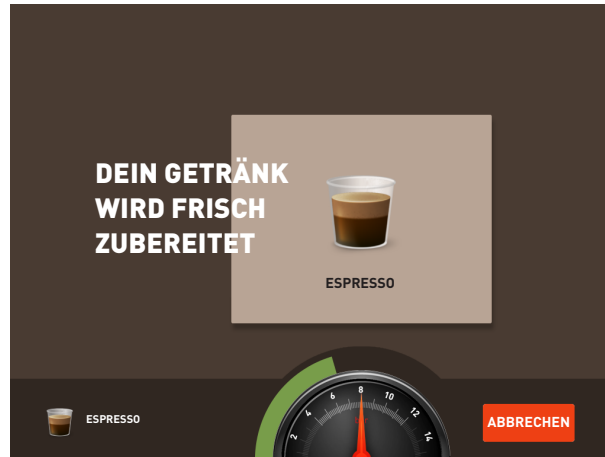 DEIN GETRÄNK
WIRD FRISCH
ZUBEREITET
ESPRESSO
ESPRESSO
2 4 6 8 10 12 14
ABBRECHEN